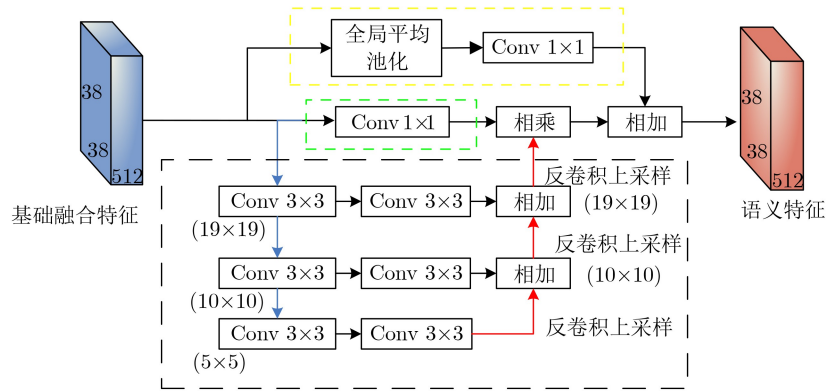 全局平均
池化
Conv 1×1
38
38
512
基础融合特征
Conv 1×1
相乘
相加
38
38
512
语义特征
反卷积上采样
Conv 3×3
Conv 3×3
相加
(19×19)
(19×19)
反卷积上采样
Conv 3×3
Conv 3×3
相加
(10×10)
(10×10)
反卷积上采样
Conv 3×3
Conv 3×3
(5×5)